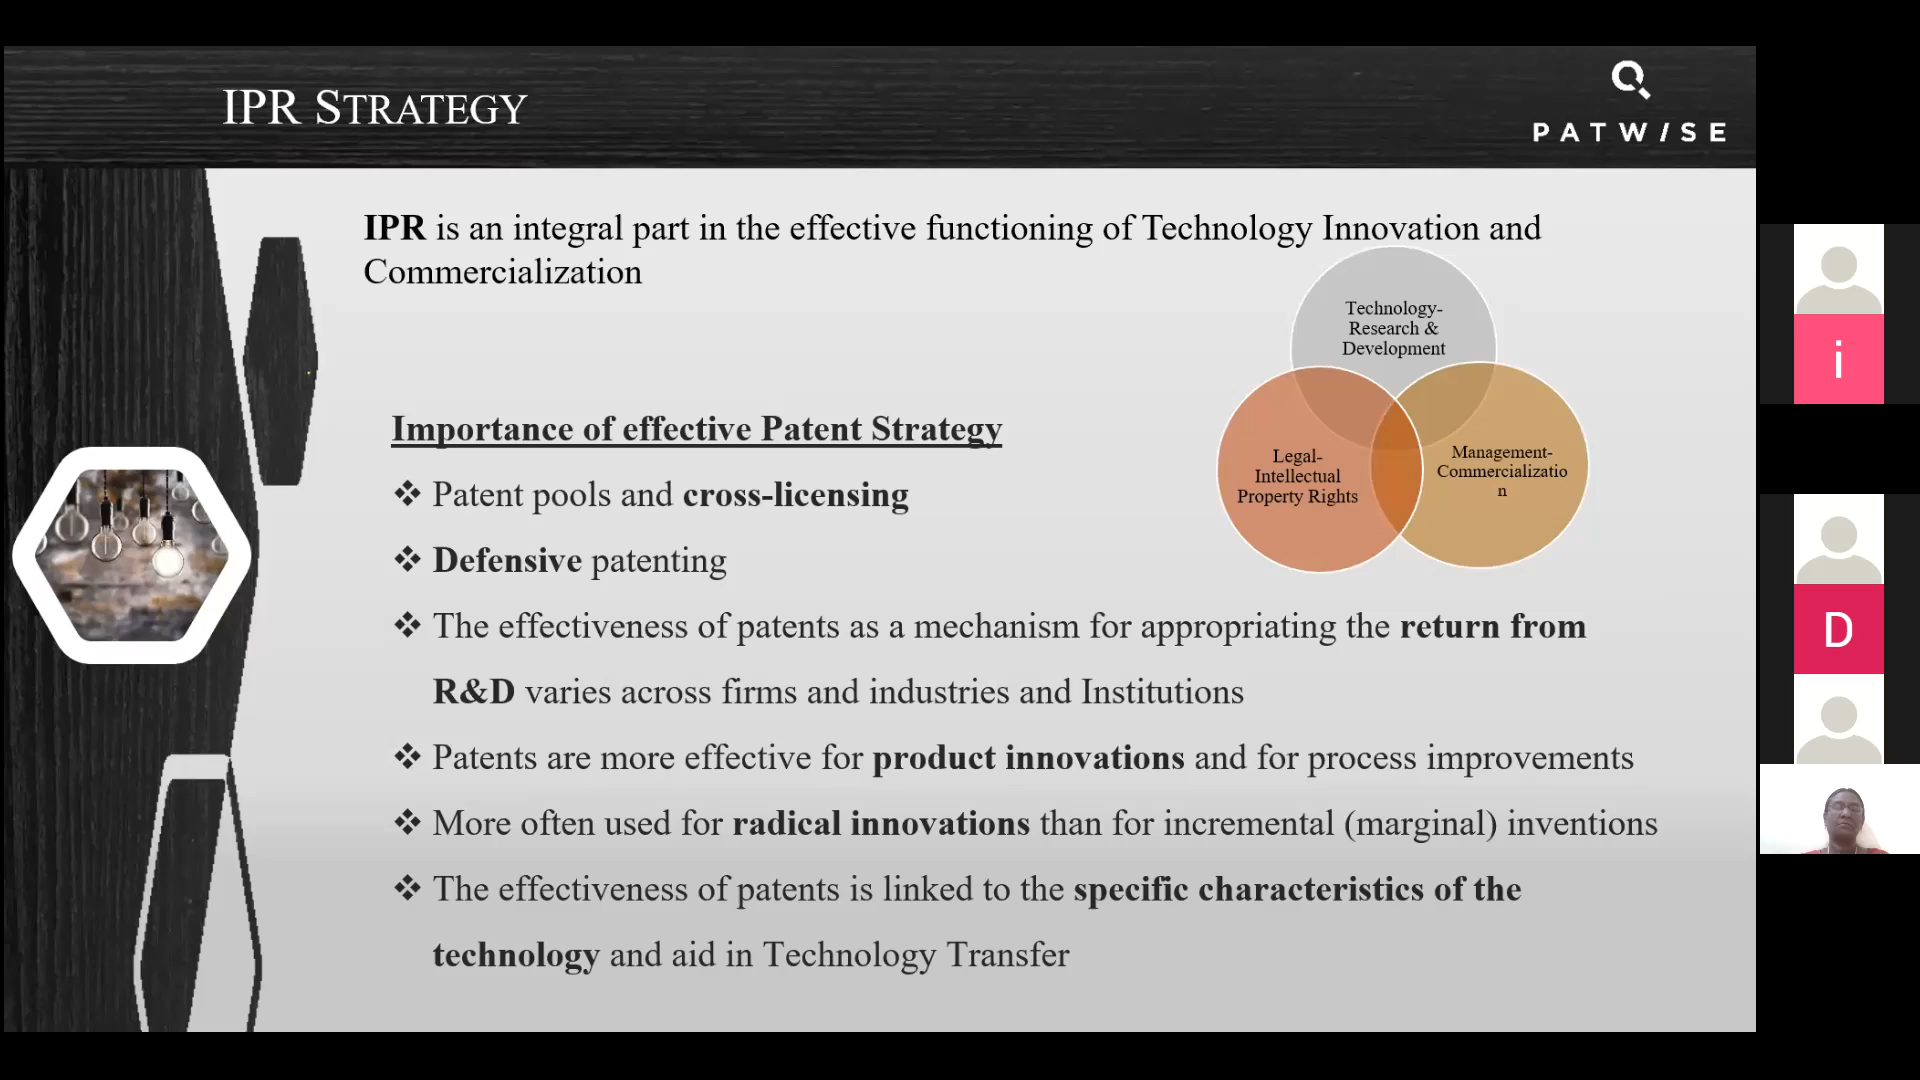 IPR STRATEGY
PATWISE
IPR is an integral part in the effective functioning of Technology Innovation and
Commercialization
Technology-
Research &
Development
Legal-
Intellectual
Property Rights
Management-
Commercializatio
n
Importance of effective Patent Strategy
❖ Patent pools and cross-licensing
❖ Defensive patenting
❖ The effectiveness of patents as a mechanism for appropriating the return from
R&D varies across firms and industries and Institutions
❖ Patents are more effective for product innovations and for process improvements
❖ More often used for radical innovations than for incremental (marginal) inventions
❖ The effectiveness of patents is linked to the specific characteristics of the
technology and aid in Technology Transfer
i
D